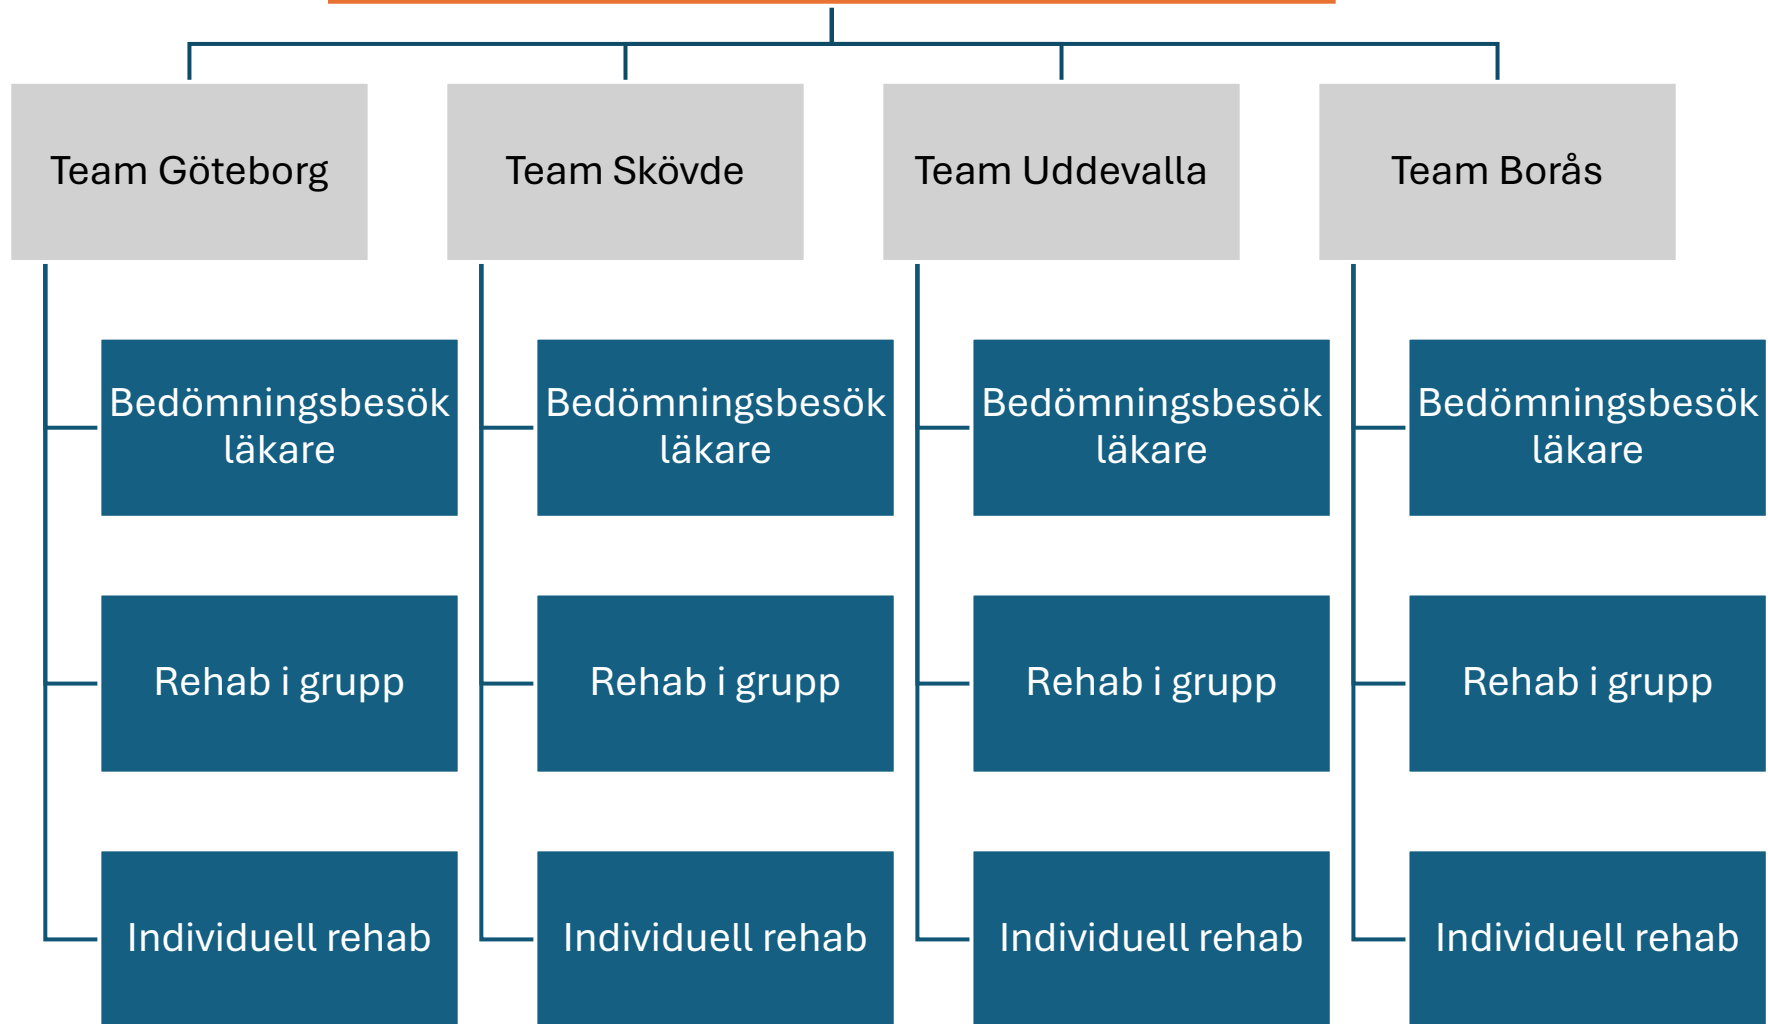 Team Göteborg
Team Skövde
Team Uddevalla
Team Borås
Bedömningsbesök
läkare
Bedömningsbesök
läkare
Bedömningsbesök
läkare
Bedömningsbesök
läkare
Rehab i grupp
Rehab i grupp
Rehab i grupp
Rehab i grupp
Individuell rehab
Individuell rehab
Individuell rehab
Individuell rehab